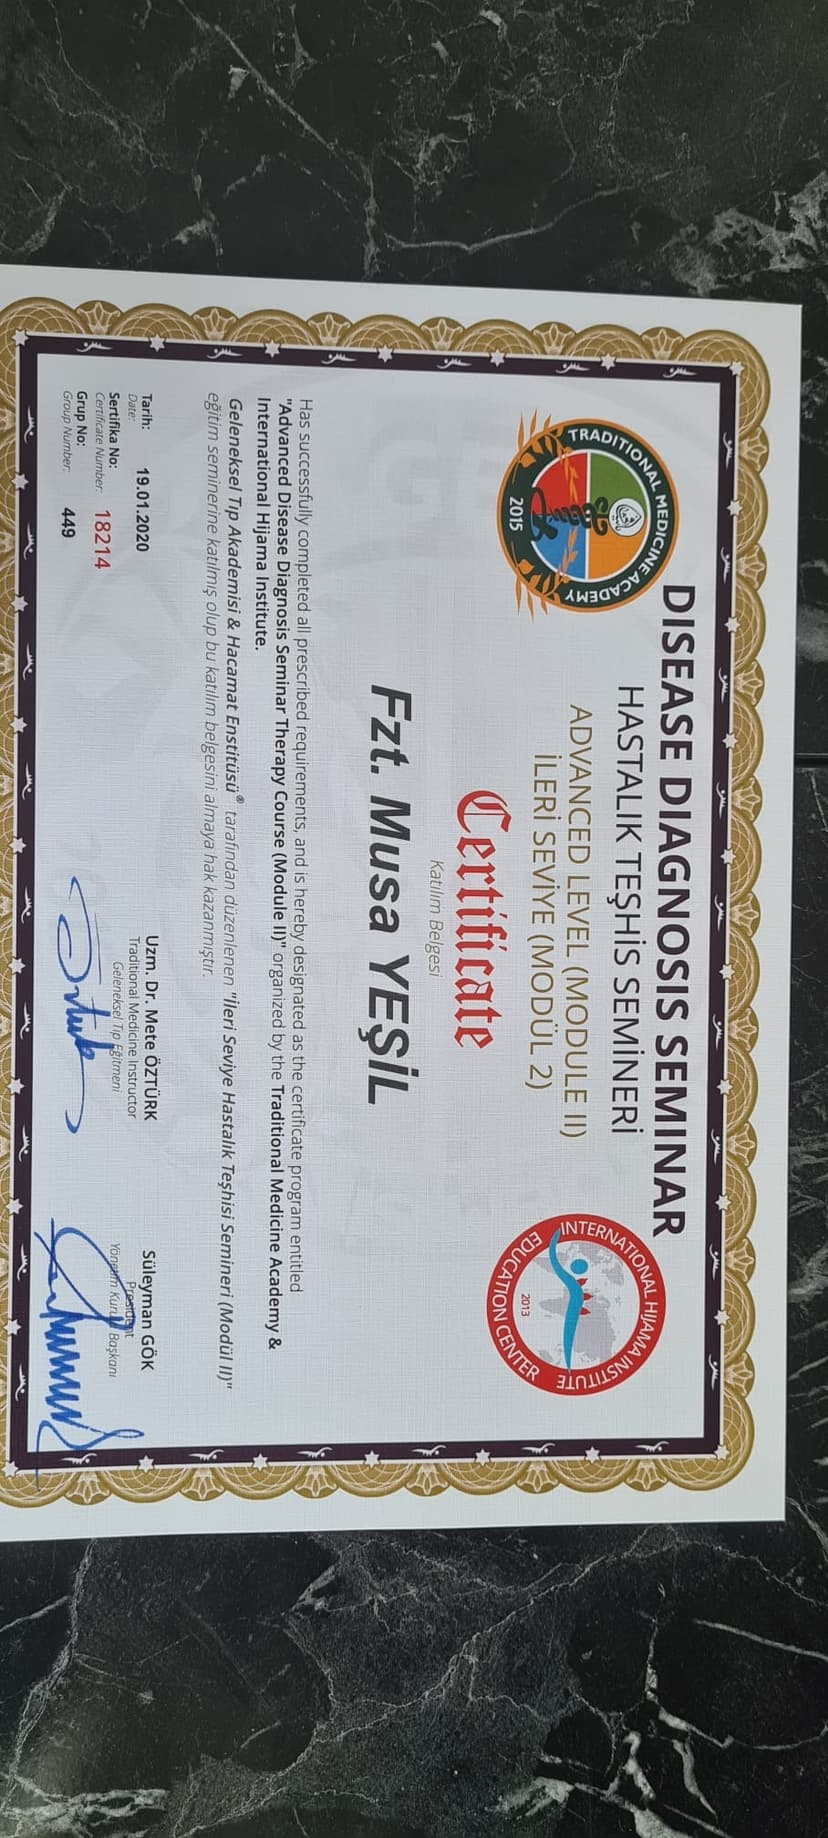 TRADITIONAL MEDICINE ACADEMY
2015
DISEASE DIAGNOSIS SEMINAR
HASTALIK TEŞHİS SEMİNERİ
ADVANCED LEVEL (MODULE II)
İLERİ SEVİYE (MODÜL 2)
INTERNATIONAL HIJAMA INSTITUTE
EDUCATION CENTER
2013
Certificate
Katılım Belgesi
Fzt. Musa YEŞİL
Has successfully completed all prescribed requirements, and is hereby designated as the certificate program entitled
"Advanced Disease Diagnosis Seminar Therapy Course (Module II)" organized by the Traditional Medicine Academy &
International Hijama Institute.
Geleneksel Tıp Akademisi & Hacamat Enstitüsü® tarafından düzenlenen "İleri Seviye Hastalık Teşhisi Semineri (Modül II)"
eğitim seminerine katılmış olup bu katılım belgesini almaya hak kazanmıştır.
Tarih: 19.01.2020
Date:
Sertifika No: 18214
Certificate Number:
Grup No: 449
Group Number:
Uzm. Dr. Mete ÖZTÜRK
Traditional Medicine Instructor
Geleneksel Tıp Eğitmeni
Süleyman GÖK
President
Yönetim Kurulu Başkanı